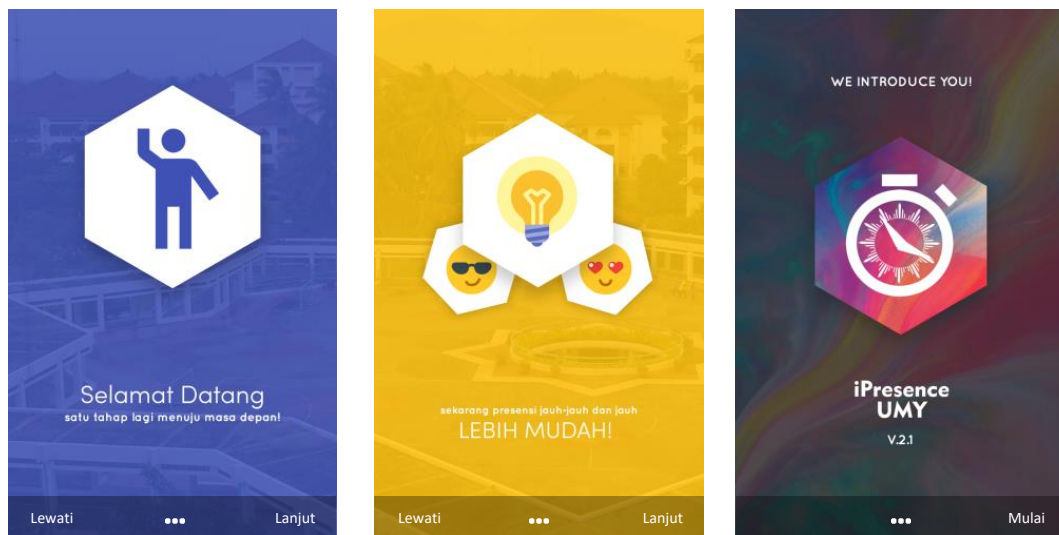 Selamat Datang
satu tahap lagi menuju masa depan!
Lewati
Lanjut
sekarang presensi jauh-jauh dan jauh
LEBIH MUDAH!
Lewati
Lanjut
WE INTRODUCE YOU!
iPresence
UMY
V.2.1
Mulai